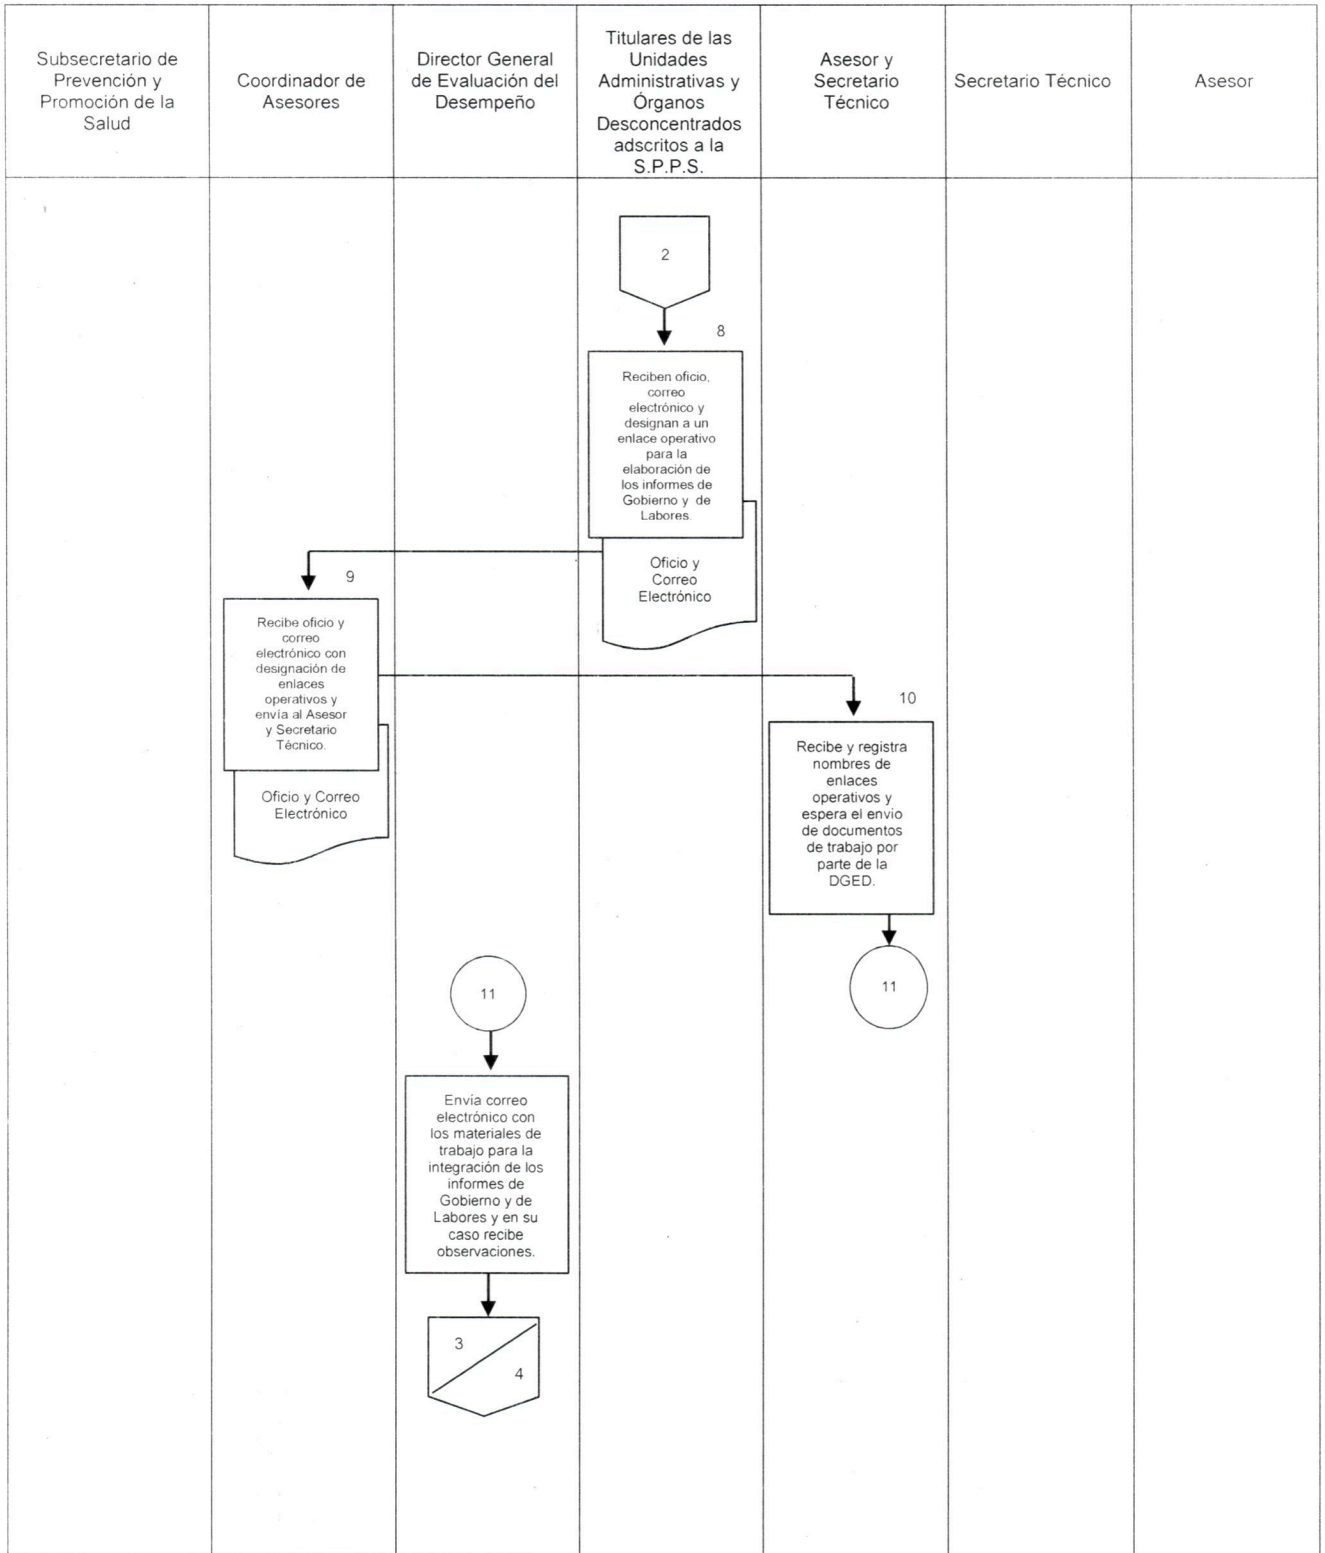 Subsecretario de
Prevención y
Promoción de la
Salud
Coordinador de
Asesores
Director General
de Evaluación del
Desempeño
Titulares de las
Unidades
Administrativas y
Órganos
Desconcentrados
adscritos a la
S.P.P.S.
Asesor y
Secretario
Técnico
Secretario Técnico
Asesor
2
8
Reciben oficio,
correo
electrónico y
designan a un
enlace operativo
para la
elaboración de
los informes de
Gobierno y de
Labores.
Oficio y
Correo
Electrónico
9
Recibe oficio y
correo
electrónico con
designación de
enlaces
operativos y
envía al Asesor
y Secretario
Técnico.
Oficio y Correo
Electrónico
10
Recibe y registra
nombres de
enlaces
operativos y
espera el envio
de documentos
de trabajo por
parte de la
DGED.
11
11
Envía correo
electrónico con
los materiales de
trabajo para la
integración de los
informes de
Gobierno y de
Labores y en su
caso recibe
observaciones.
3
4